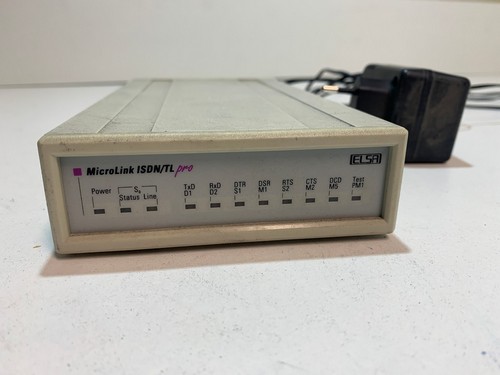 MicroLink ISDN/TL pro
ELSA
Power
S₀
Status Line
TxD RxD DTR DSR RTS CTS DCD Test
D1 D2 S1 M1 S2 M2 M5 PM1